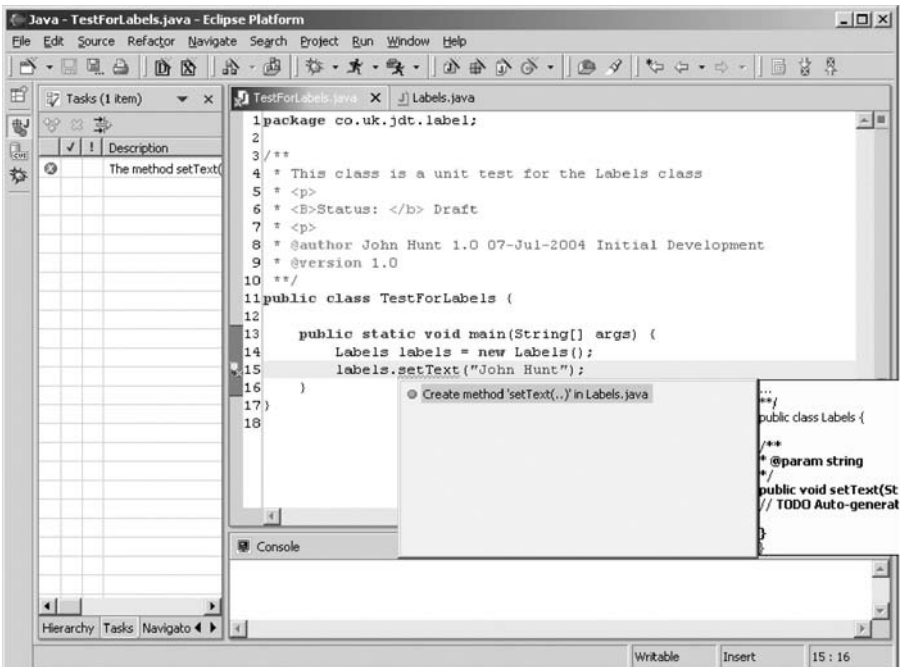 Java - TestForLabels.java - Eclipse Platform
File Edit Source Refactor Navigate Search Project Run Window Help
Tasks (1 item)
TestForLabels.java
Labels.java
! Description
The method setText(
1 package co.uk.jdt.label;
2
3 /**
4 * This class is a unit test for the Labels class
5 * <p>
6 * <B>Status: </b> Draft
7 * <p>
8 * @author John Hunt 1.0 07-Jul-2004 Initial Development
9 * @version 1.0
10 **/
11 public class TestForLabels {
12
13 public static void main(String[] args) {
14 Labels labels = new Labels();
15 labels.setText("John Hunt");
16 }
17 }
18
Create method 'setText(..)' in Labels.java
...
**/
public class Labels {
/**
* @param string
*/
public void setText(St
// TODO Auto-generat
}
}
Console
Hierarchy Tasks Navigato
Writable Insert 15 : 16